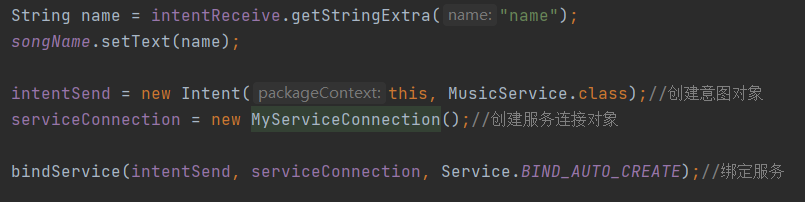 String name = intentReceive.getStringExtra( name: "name");
songName.setText(name);
intentSend = new Intent( packageContext: this, MusicService.class);//创建意图对象
serviceConnection = new MyServiceConnection();//创建服务连接对象
bindService(intentSend, serviceConnection, Service.BIND_AUTO_CREATE);//绑定服务